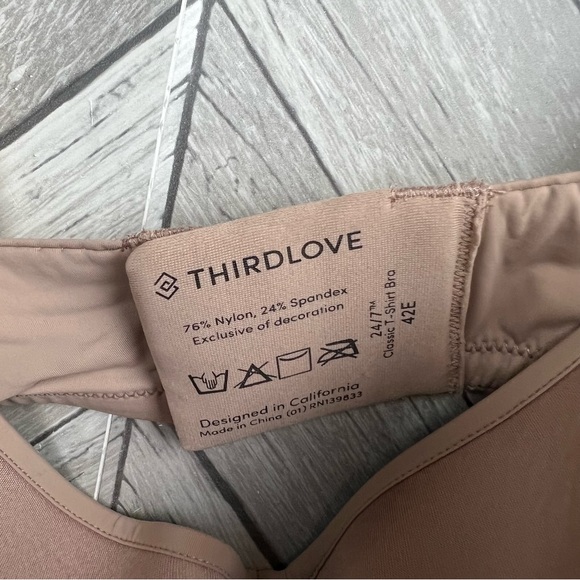 THIRDLOVE
76% Nylon, 24% Spandex
Exclusive of decoration
Designed in California
Made in China (01) RN139833
24/7™
Classic T-Shirt Bra
42E